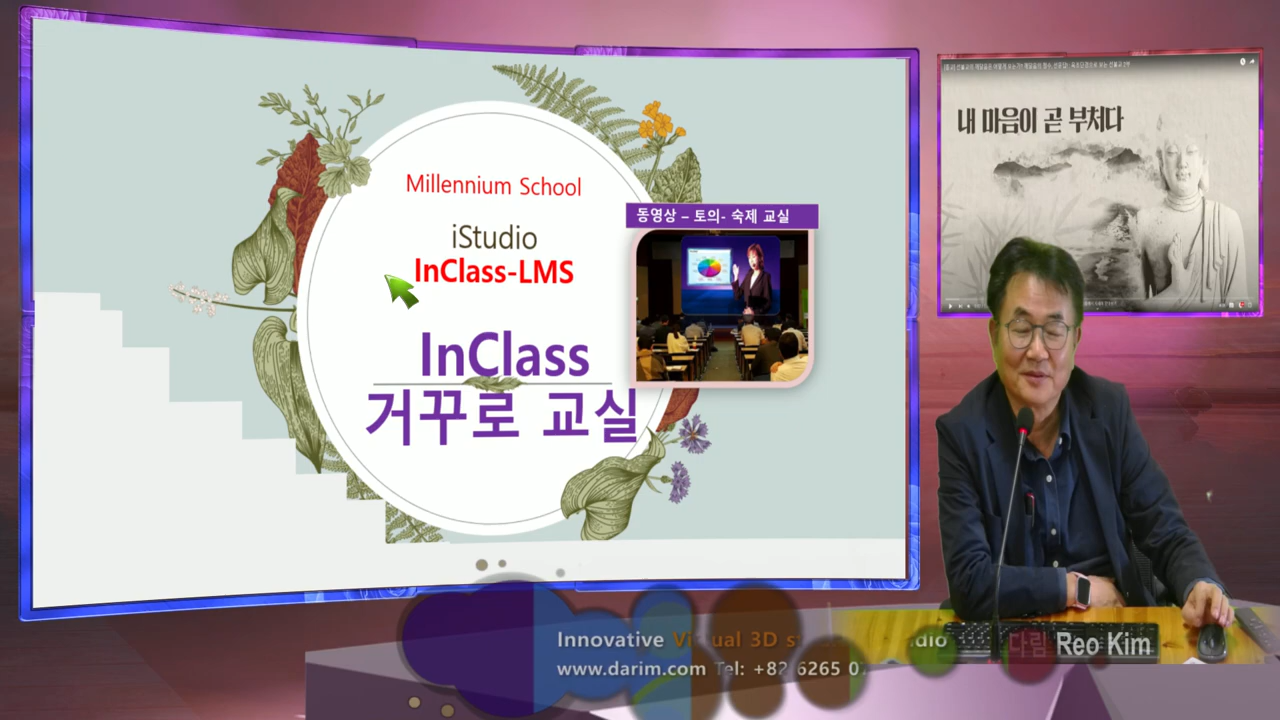 Millennium School
iStudio
InClass-LMS
InClass
거꾸로 교실
동영상 – 토의- 숙제 교실
내 마음이 곧 부처다
Innovative
www.darim.com Tel: +82 6265 0
다림 Reo Kim